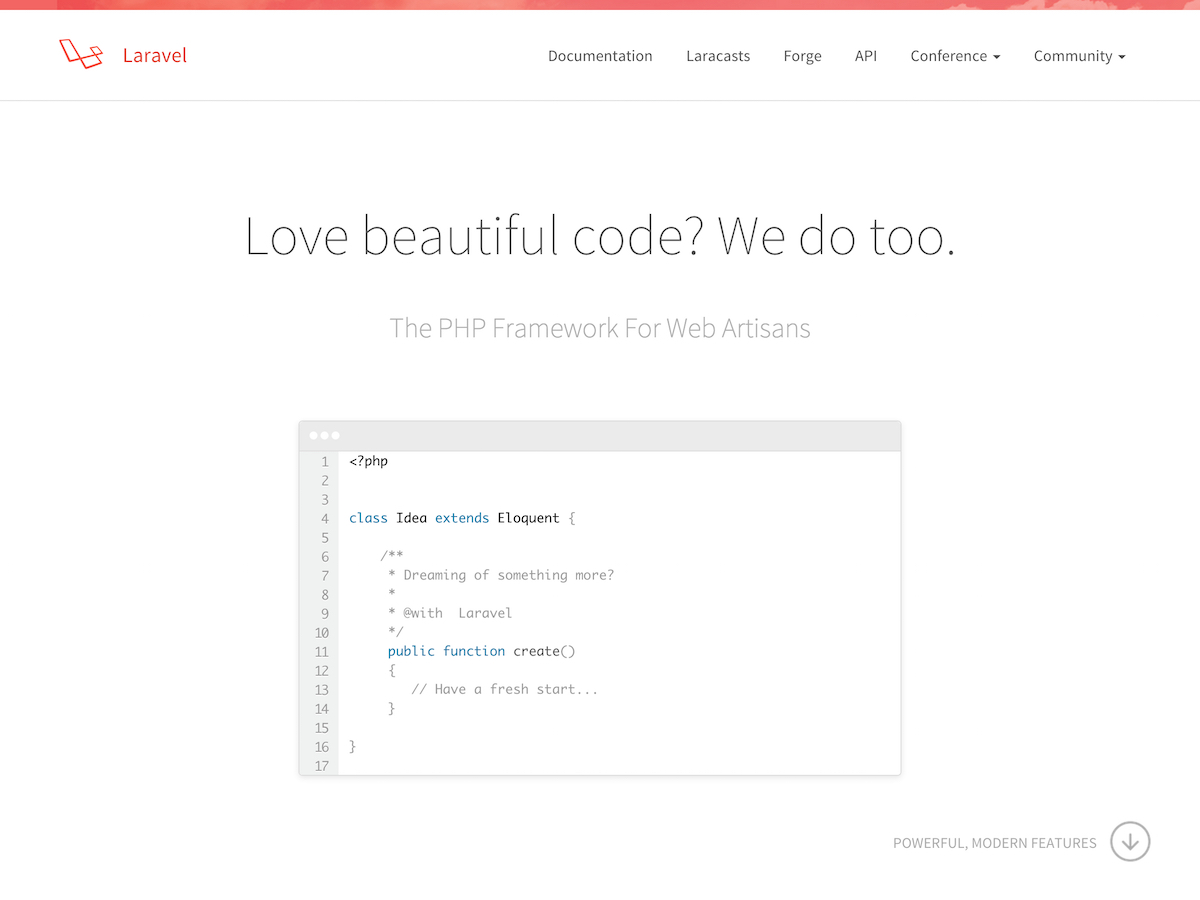 Laravel
Documentation Laracasts Forge API Conference Community
Love beautiful code? We do too.
The PHP Framework For Web Artisans
1 <?php
2
3
4 class Idea extends Eloquent {
5
6     /**
7      * Dreaming of something more?
8      *
9      * @with  Laravel
10      */
11      public function create()
12      {
13         // Have a fresh start...
14      }
15
16 }
17
POWERFUL, MODERN FEATURES